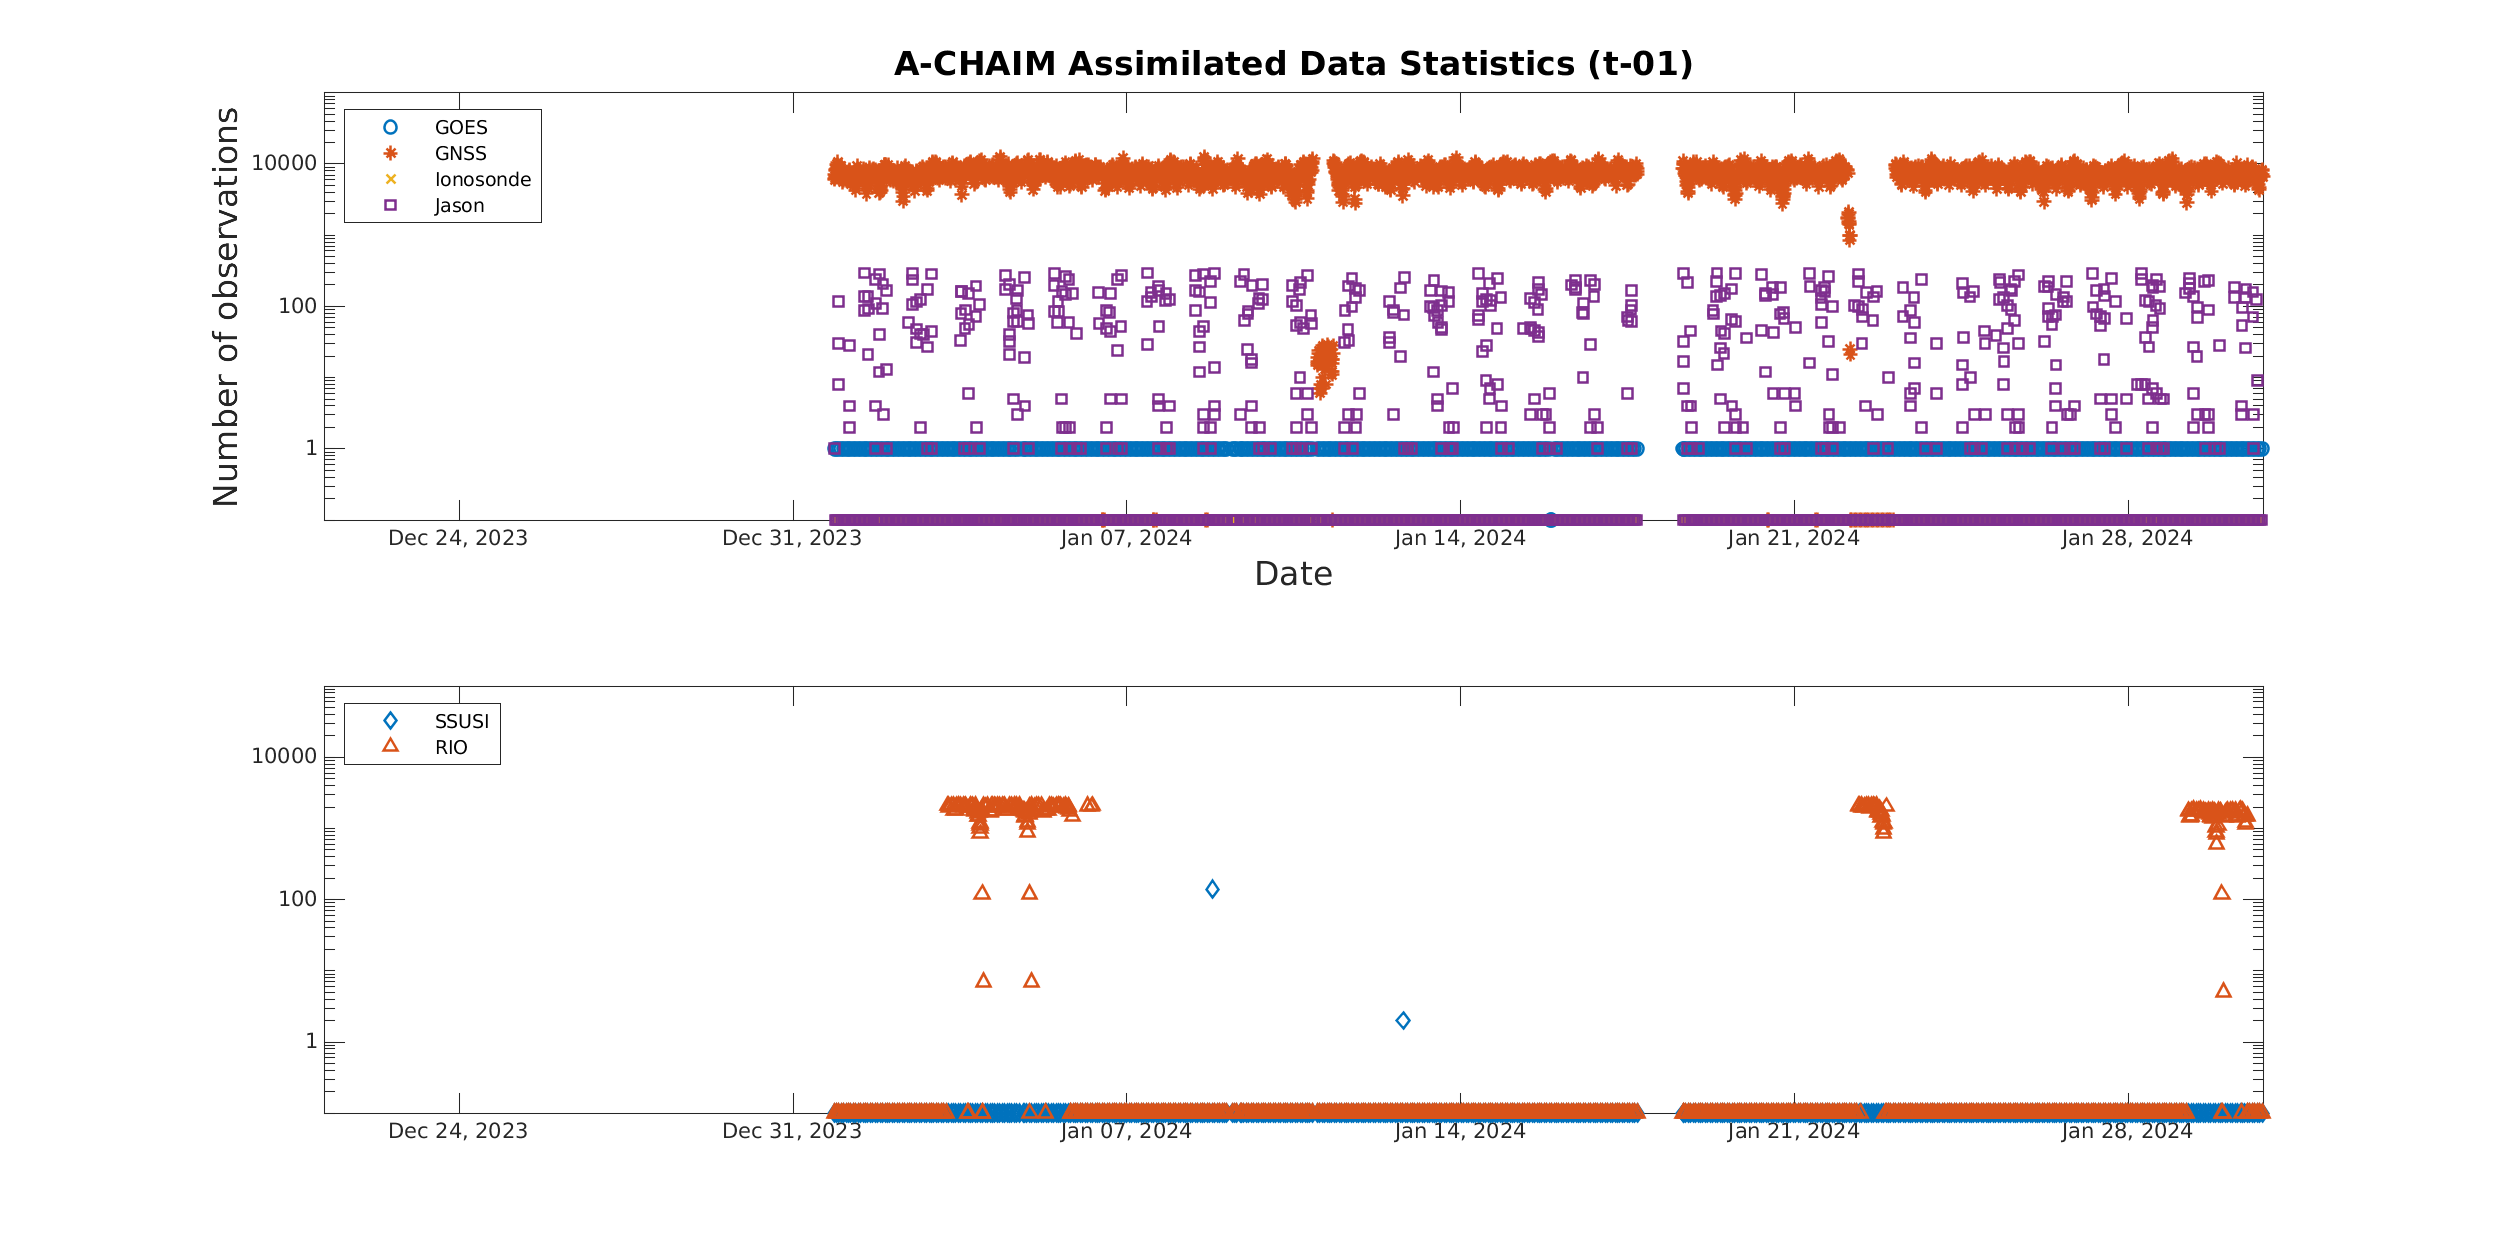 A-CHAIM Assimilated Data Statistics (t-01)
Number of observations
10000
100
1
GOES
GNSS
Ionosonde
Jason
Dec 24, 2023
Dec 31, 2023
Jan 07, 2024
Jan 14, 2024
Jan 21, 2024
Jan 28, 2024
Date
10000
100
1
SSUSI
RIO
Dec 24, 2023
Dec 31, 2023
Jan 07, 2024
Jan 14, 2024
Jan 21, 2024
Jan 28, 2024